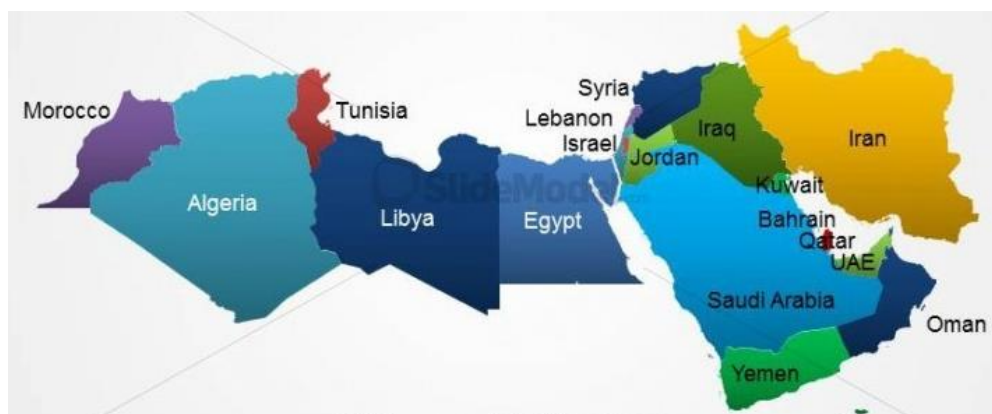 Morocco
Tunisia
Algeria
Libya
Egypt
Syria
Lebanon
Israel
Jordan
Iraq
Iran
Kuwait
Bahrain
Qatar
UAE
Saudi Arabia
Oman
Yemen